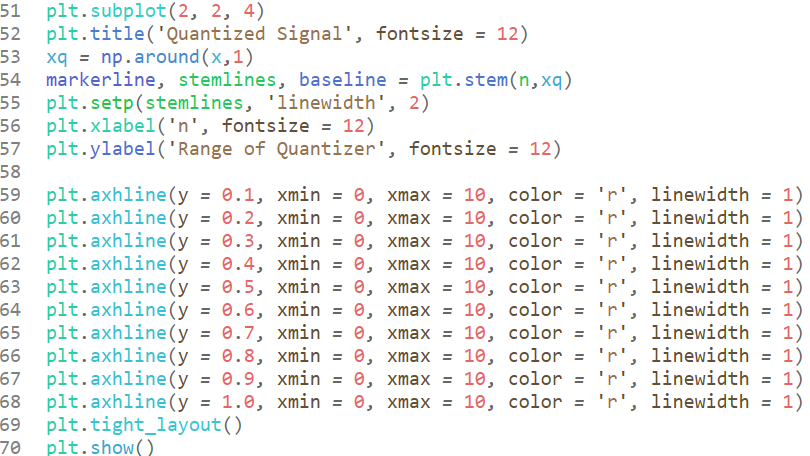 51 plt.subplot(2, 2, 4)
52 plt.title('Quantized Signal', fontsize = 12)
53 xq = np.around(x,1)
54 markerline, stemlines, baseline = plt.stem(n,xq)
55 plt.setp(stemlines, 'linewidth', 2)
56 plt.xlabel('n', fontsize = 12)
57 plt.ylabel('Range of Quantizer', fontsize = 12)
58
59 plt.axhline(y = 0.1, xmin = 0, xmax = 10, color = 'r', linewidth = 1)
60 plt.axhline(y = 0.2, xmin = 0, xmax = 10, color = 'r', linewidth = 1)
61 plt.axhline(y = 0.3, xmin = 0, xmax = 10, color = 'r', linewidth = 1)
62 plt.axhline(y = 0.4, xmin = 0, xmax = 10, color = 'r', linewidth = 1)
63 plt.axhline(y = 0.5, xmin = 0, xmax = 10, color = 'r', linewidth = 1)
64 plt.axhline(y = 0.6, xmin = 0, xmax = 10, color = 'r', linewidth = 1)
65 plt.axhline(y = 0.7, xmin = 0, xmax = 10, color = 'r', linewidth = 1)
66 plt.axhline(y = 0.8, xmin = 0, xmax = 10, color = 'r', linewidth = 1)
67 plt.axhline(y = 0.9, xmin = 0, xmax = 10, color = 'r', linewidth = 1)
68 plt.axhline(y = 1.0, xmin = 0, xmax = 10, color = 'r', linewidth = 1)
69 plt.tight_layout()
70 plt.show()